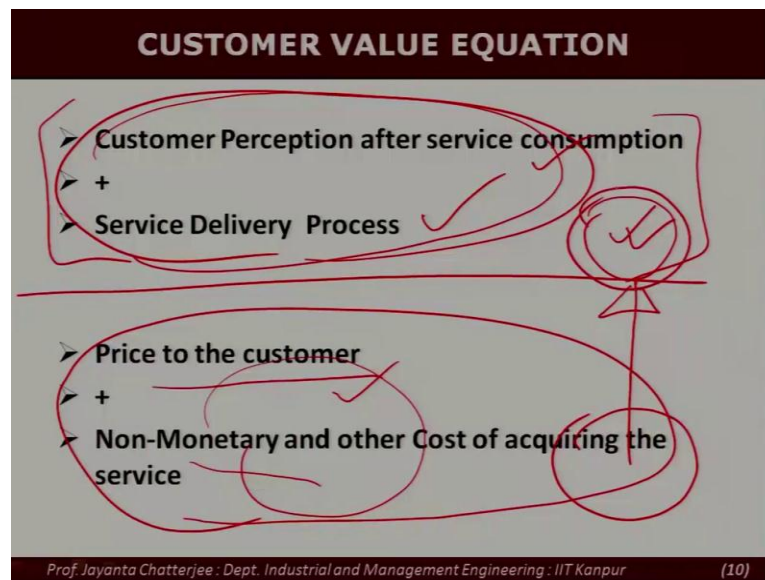 CUSTOMER VALUE EQUATION
➢ Customer Perception after service consumption
➢ +
➢ Service Delivery Process
➢ Price to the customer
➢ +
➢ Non-Monetary and other Cost of acquiring the
service
Prof. Jayanta Chatterjee : Dept. Industrial and Management Engineering : IIT Kanpur (10)